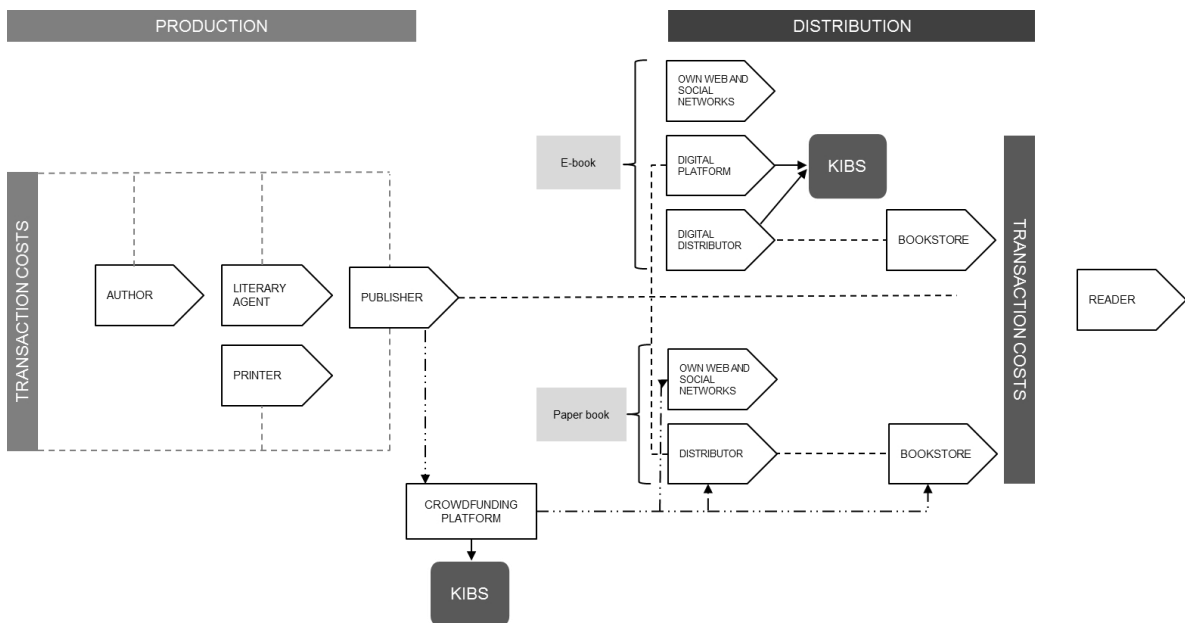 PRODUCTION
DISTRIBUTION
TRANSACTION COSTS
AUTHOR
LITERARY
AGENT
PUBLISHER
PRINTER
CROWDFUNDING
PLATFORM
KIBS
E-book
OWN WEB AND
SOCIAL
NETWORKS
DIGITAL
PLATFORM
DIGITAL
DISTRIBUTOR
KIBS
BOOKSTORE
Paper book
OWN WEB AND
SOCIAL
NETWORKS
DISTRIBUTOR
BOOKSTORE
TRANSACTION COSTS
READER